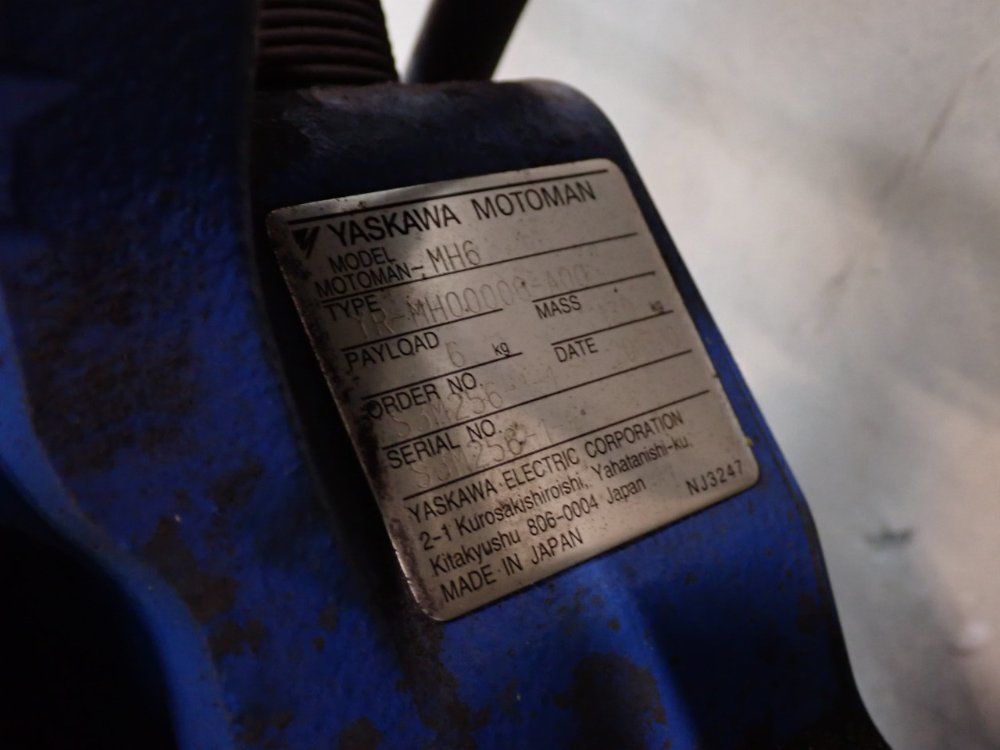 YASKAWA MOTOMAN
MODEL
MOTOMAN- MH6
TYPE
PAYLOAD 6 kg MASS kg
ORDER NO. DATE
SERIAL NO.
YASKAWA ELECTRIC CORPORATION
2-1 Kurosakishiroishi, Yahatanishi-ku,
Kitakyushu 806-0004 Japan
MADE IN JAPAN NJ3247